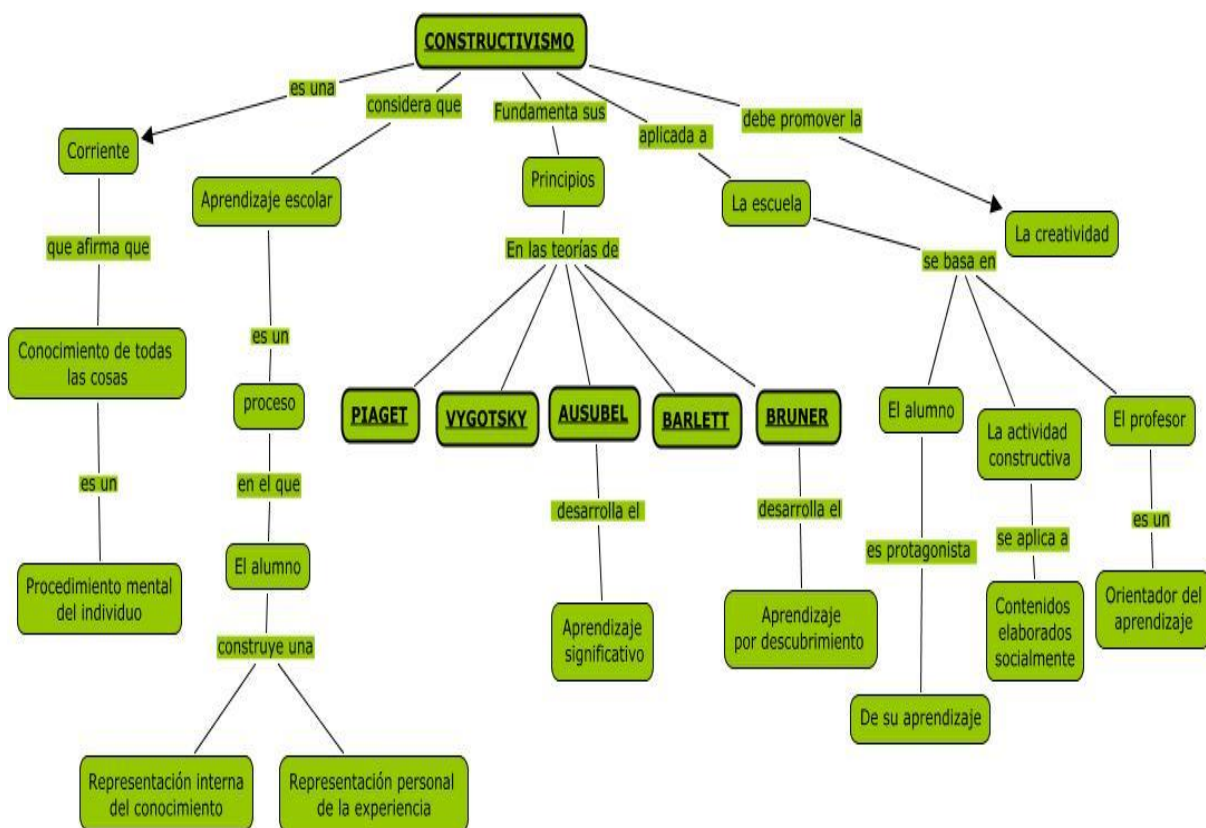 CONSTRUCTIVISMO
es una
considera que
Fundamenta sus
aplicada a
debe promover la
Corriente
Aprendizaje escolar
Principios
La escuela
La creatividad
que afirma que
En las teorías de
se basa en
Conocimiento de todas
las cosas
es un
proceso
PIAGET
VYGOTSKY
AUSUBEL
BARLETT
BRUNER
El alumno
La actividad
constructiva
El profesor
es un
en el que
desarrolla el
desarrolla el
es protagonista
se aplica a
es un
Procedimiento mental
del individuo
El alumno
Aprendizaje
significativo
Aprendizaje
por descubrimiento
Contenidos
elaborados
socialmente
Orientador del
aprendizaje
construye una
De su aprendizaje
Representación interna
del conocimiento
Representación personal
de la experiencia